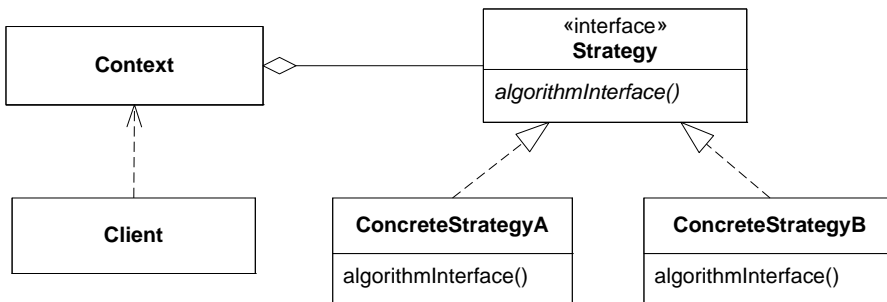 «interface»
Strategy
Context
algorithmInterface()
Client
ConcreteStrategyA
algorithmInterface()
ConcreteStrategyB
algorithmInterface()